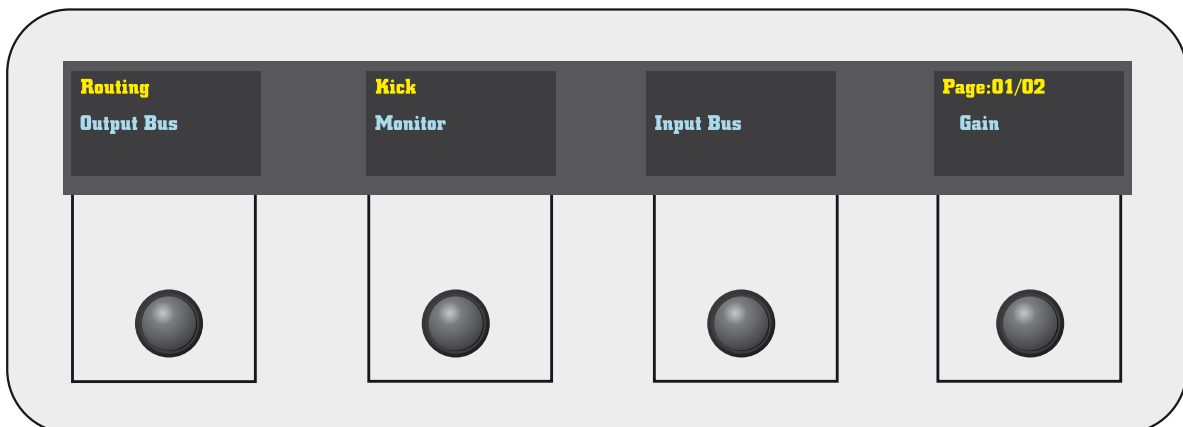 Routing
Kick
Page:01/02
Output Bus
Monitor
Input Bus
Gain